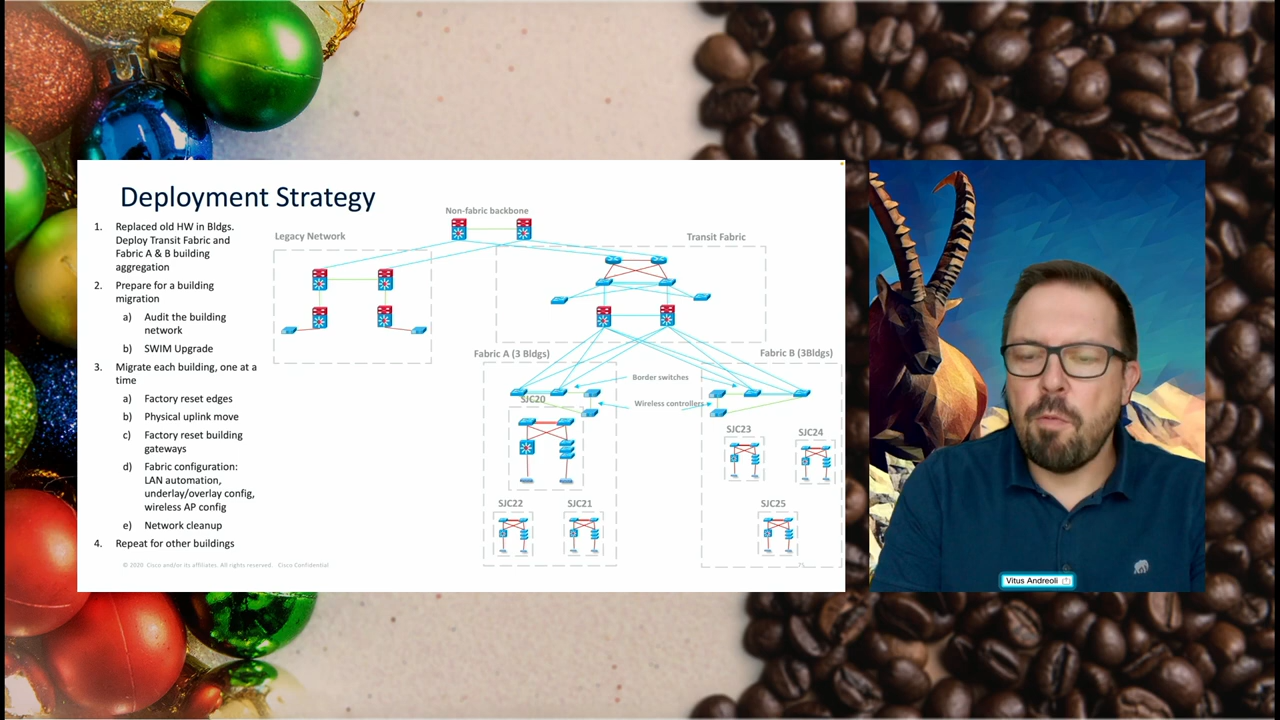 Deployment Strategy
1. Replaced old HW in Bldgs.
Deploy Transit Fabric and
Fabric A & B building
aggregation
2. Prepare for a building
migration
a) Audit the building
network
b) SWIM Upgrade
3. Migrate each building, one at a
time
a) Factory reset edges
b) Physical uplink move
c) Factory reset building
gateways
d) Fabric configuration:
LAN automation,
underlay/overlay config,
wireless AP config
e) Network cleanup
4. Repeat for other buildings
© 2020 Cisco and/or its affiliates. All rights reserved. Cisco Confidential
Non-fabric backbone
Legacy Network
Transit Fabric
Fabric A (3 Bldgs)
Fabric B (3Bldgs)
Border switches
Wireless controllers
SJC20
SJC23
SJC24
SJC22
SJC21
SJC25
Vitus Andreoli